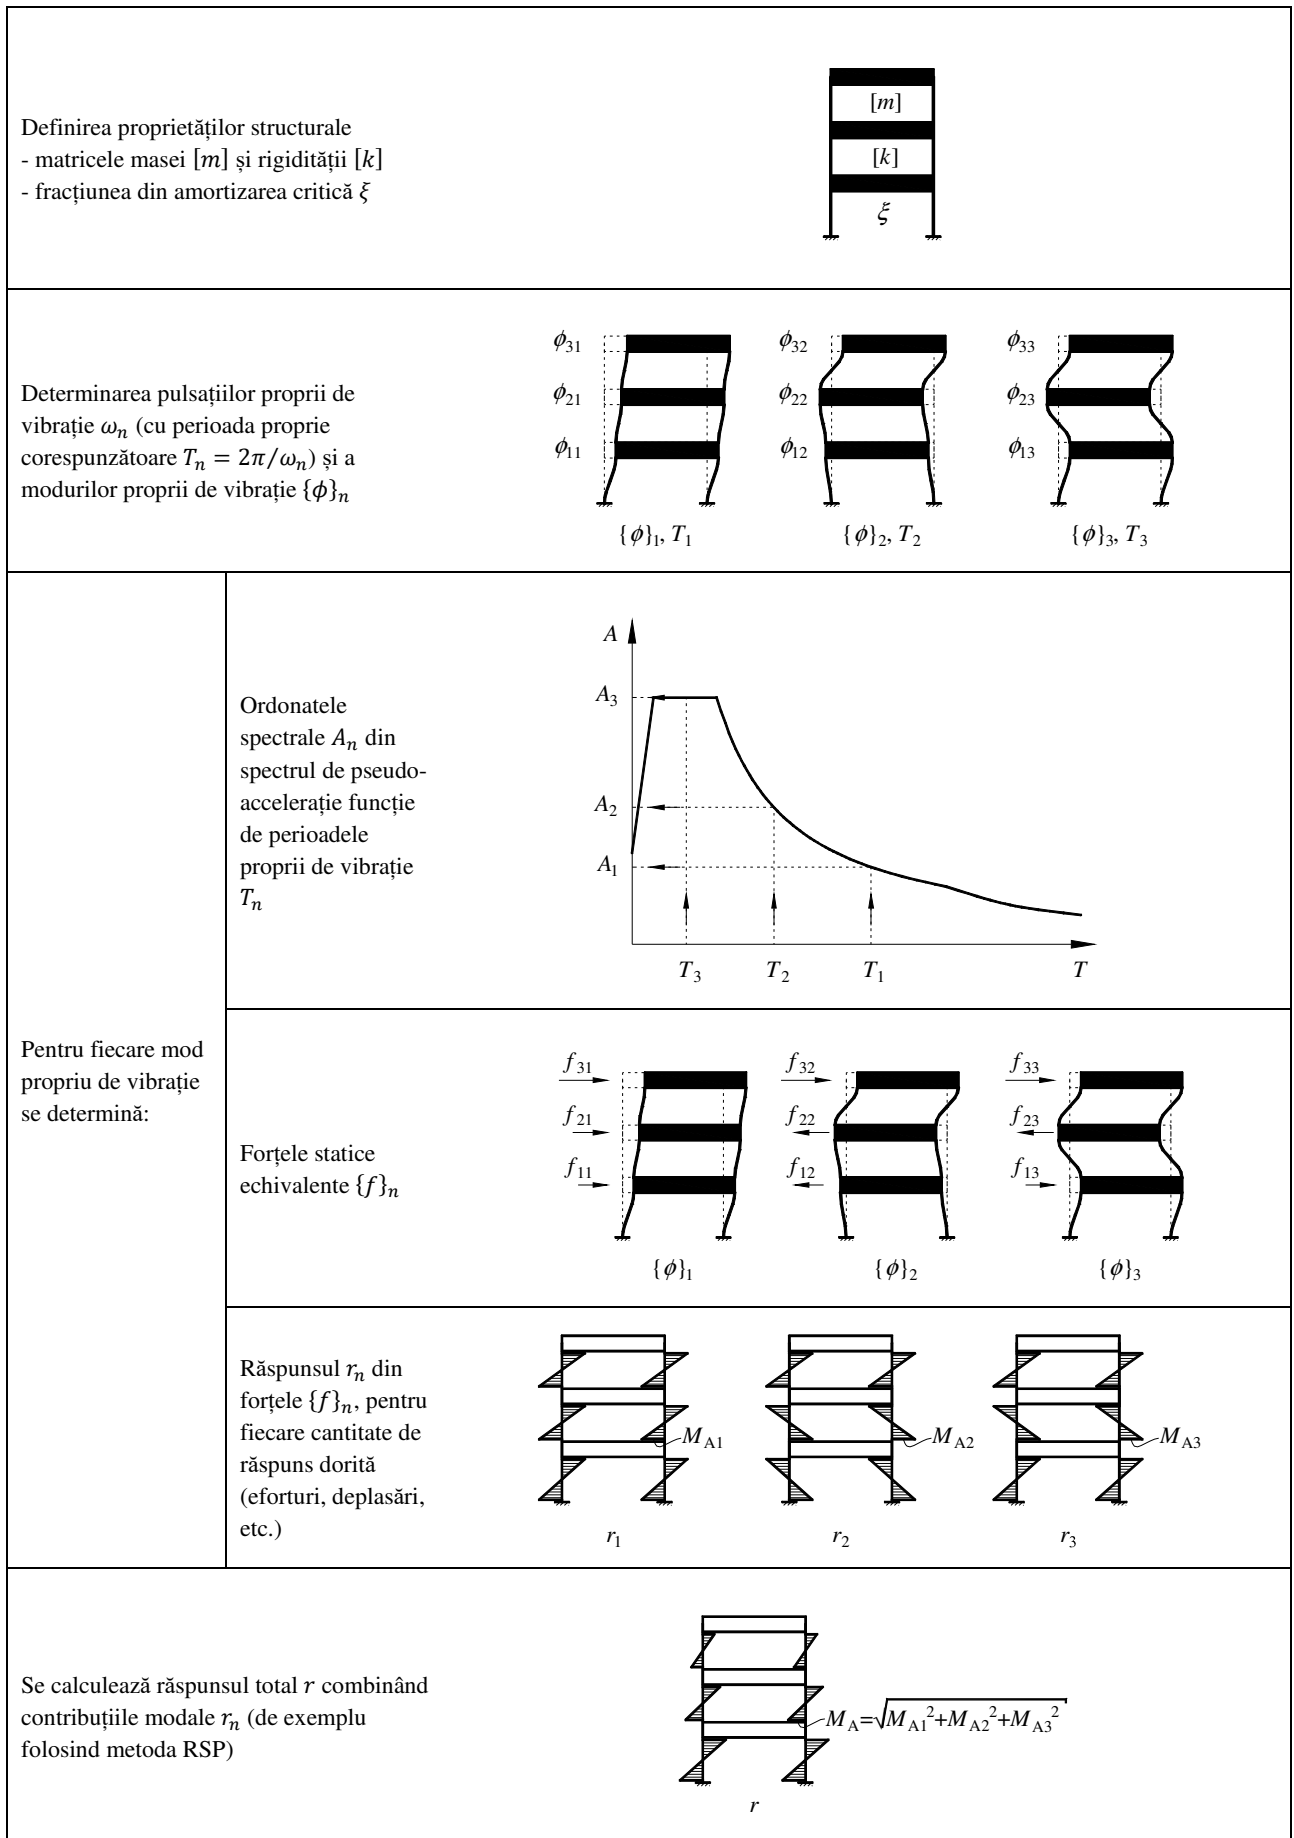 Definirea proprietăților structurale
- matricele masei [m] și rigidității [k]
- fracțiunea din amortizarea critică ξ
[m]
[k]
ξ
Determinarea pulsațiilor proprii de
vibrație ωn (cu perioada proprie
corespunzătoare Tn = 2π/ωn) și a
modurilor proprii de vibrație {ϕ}n
ϕ31
ϕ21
ϕ11
{ϕ}1, T1
ϕ32
ϕ22
ϕ12
{ϕ}2, T2
ϕ33
ϕ23
ϕ13
{ϕ}3, T3
Pentru fiecare mod
propriu de vibrație
se determină:
Ordonatele
spectrale An din
spectrul de pseudo-
accelerație funcție
de perioadele
proprii de vibrație
Tn
A
A3
A2
A1
T3
T2
T1
T
Forțele statice
echivalente {f}n
f31
f21
f11
{ϕ}1
f32
f22
f12
{ϕ}2
f33
f23
f13
{ϕ}3
Răspunsul rn din
forțele {f}n, pentru
fiecare cantitate de
răspuns dorită
(eforturi, deplasări,
etc.)
MA1
r1
MA2
r2
MA3
r3
Se calculează răspunsul total r combinând
contribuțiile modale rn (de exemplu
folosind metoda RSP)
MA=√MA1²+MA2²+MA3²
r